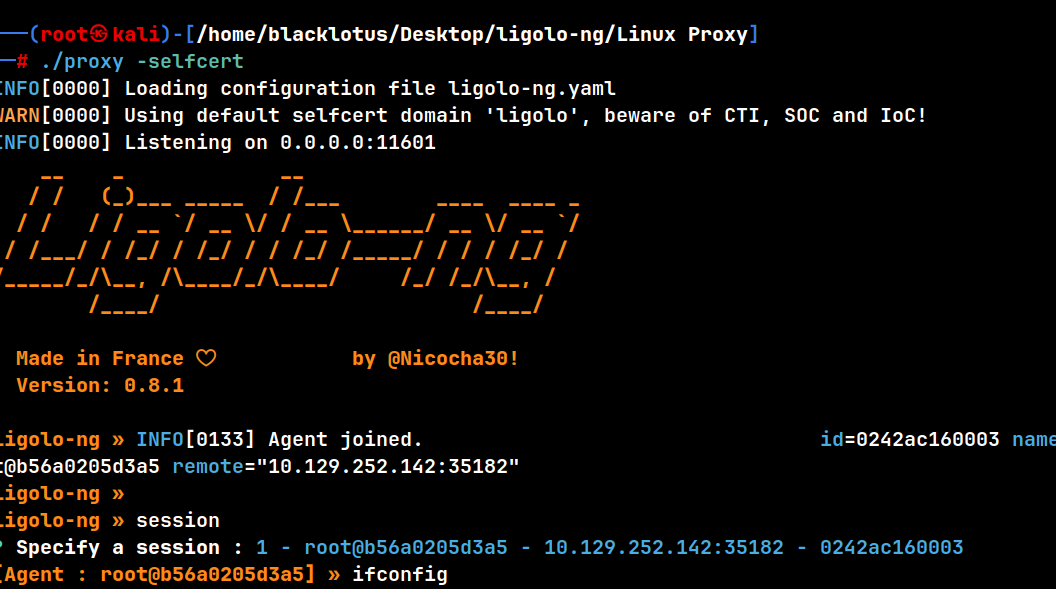 ──(root㉿kali)-[/home/blacklotus/Desktop/ligolo-ng/Linux Proxy]
─# ./proxy -selfcert
INFO[0000] Loading configuration file ligolo-ng.yaml
WARN[0000] Using default selfcert domain 'ligolo', beware of CTI, SOC and IoC!
INFO[0000] Listening on 0.0.0.0:11601
Ligolo-ng
Made in France ♡ by @Nicocha30!
Version: 0.8.1
ligolo-ng » INFO[0133] Agent joined. id=0242ac160003 name
t@b56a0205d3a5 remote="10.129.252.142:35182"
ligolo-ng »
ligolo-ng » session
? Specify a session : 1 - root@b56a0205d3a5 - 10.129.252.142:35182 - 0242ac160003
[Agent : root@b56a0205d3a5] » ifconfig